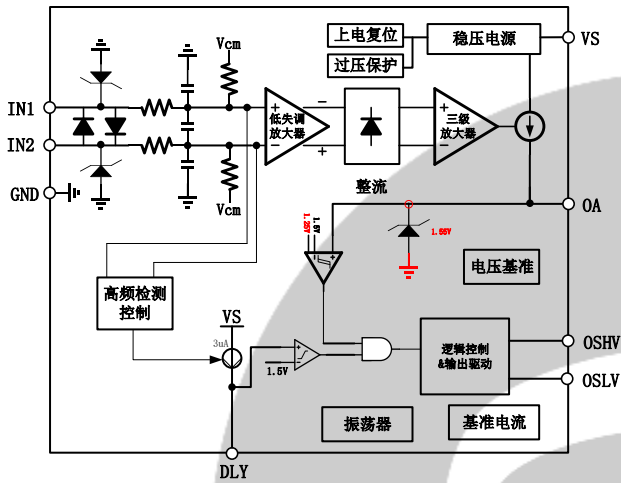 上电复位
过压保护
稳压电源
VS
Vcm
IN1
IN2
GND
低失调
放大器
三级
放大器
+
−
−
+
+
−
Vcm
整流
OA
1.25V
1.5V
−
+
1.66V
电压基准
高频检测
控制
VS
3uA
+
−
1.5V
逻辑控制
&输出驱动
OSHV
OSLV
振荡器
基准电流
DLY